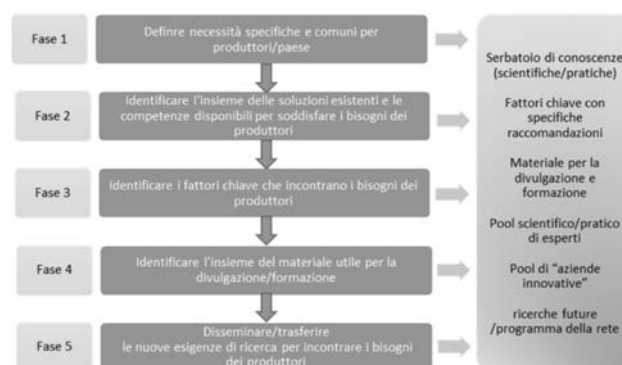 Fase 1
Definre necessità specifiche e comuni per
produttori/paese
Fase 2
Identificare l'insieme delle soluzioni esistenti e le
competenze disponibili per soddisfare i bisogni dei
produttori
Fase 3
Identificare i fattori chiave che incontrano i bisogni dei
produttori
Fase 4
Identificare l'insieme del materiale utile per la
divulgazione/formazione
Fase 5
Disseminare/trasferire
le nuove esigenze di ricerca per incontrare i bisogni
dei produttori
Serbatoio di conoscenze
(scientifiche/pratiche)
Fattori chiave con
specifiche
raccomandazioni
Materiale per la
divulgazione e
formazione
Pool scientifico/pratico
di esperti
Pool di "aziende
innovative"
ricerche future
/programma della rete